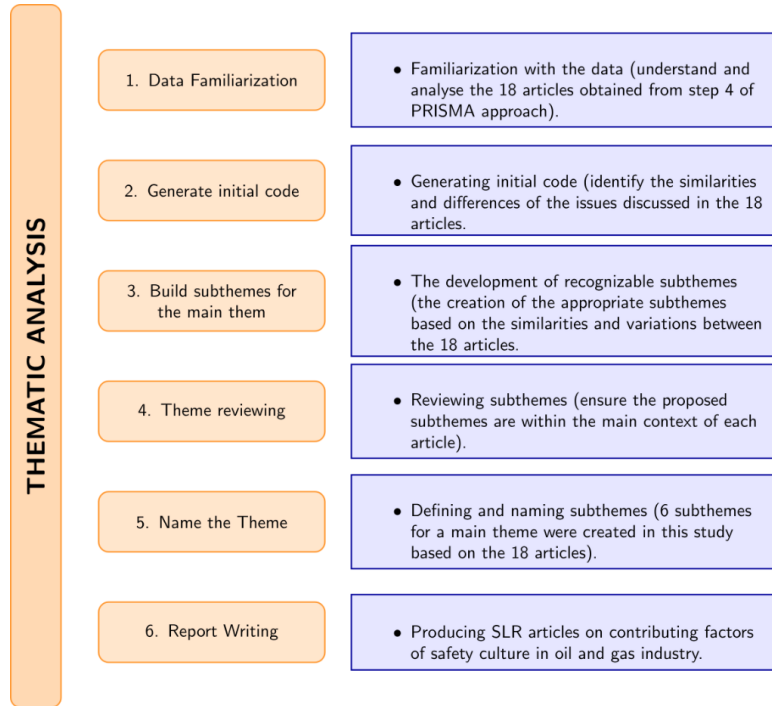 THEMATIC ANALYSIS
1. Data Familiarization
• Familiarization with the data (understand and
analyse the 18 articles obtained from step 4 of
PRISMA approach).
2. Generate initial code
• Generating initial code (identify the similarities
and differences of the issues discussed in the 18
articles.
3. Build subthemes for
the main them
• The development of recognizable subthemes
(the creation of the appropriate subthemes
based on the similarities and variations between
the 18 articles.
4. Theme reviewing
• Reviewing subthemes (ensure the proposed
subthemes are within the main context of each
article).
5. Name the Theme
• Defining and naming subthemes (6 subthemes
for a main theme were created in this study
based on the 18 articles).
6. Report Writing
• Producing SLR articles on contributing factors
of safety culture in oil and gas industry.